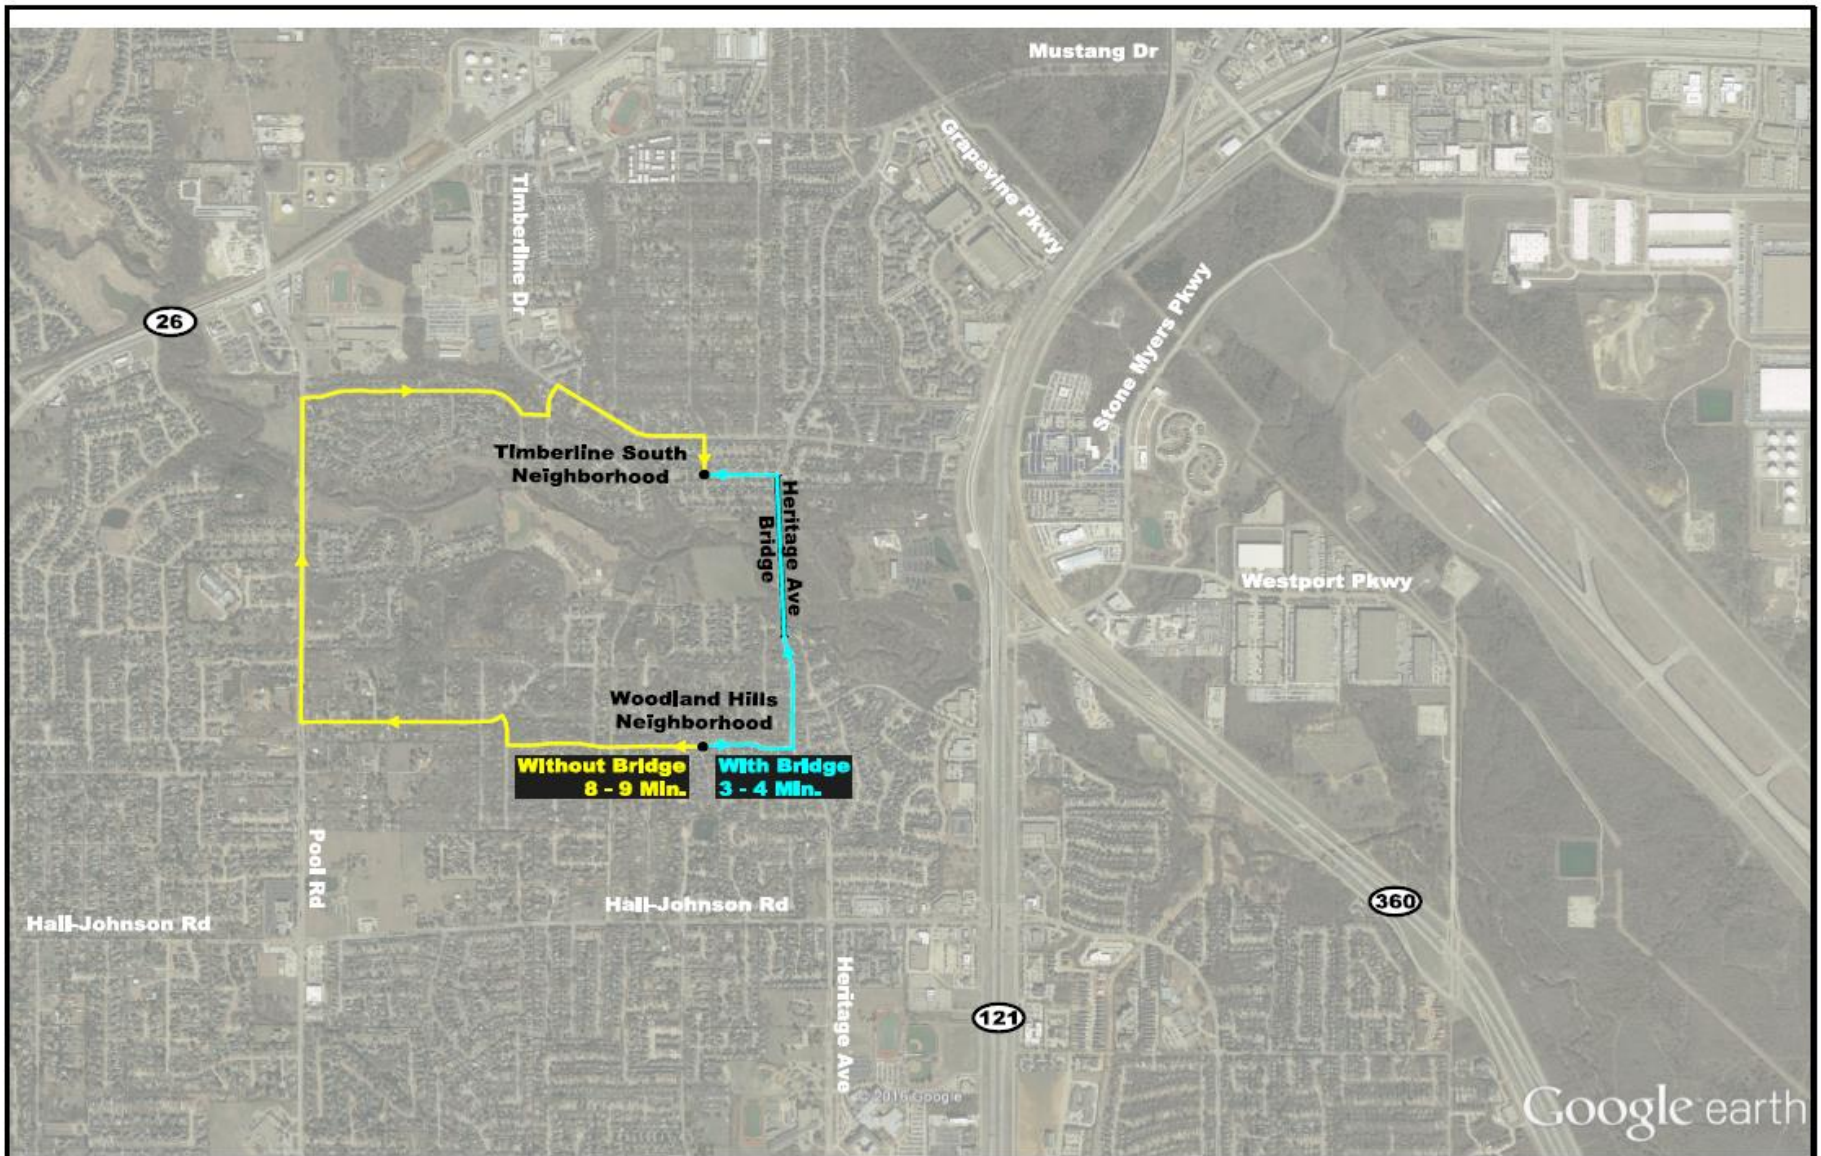 Mustang Dr
Grapevine Pkwy
Timberline Dr
Stone Myers Pkwy
26
Timberline South
Neighborhood
Heritage Ave
Bridge
Westport Pkwy
Woodland Hills
Neighborhood
Without Bridge
8 - 9 Min.
With Bridge
3 - 4 Min.
Pool Rd
Hall-Johnson Rd
Hall-Johnson Rd
360
Heritage Ave
121
© 2016 Google
Google earth